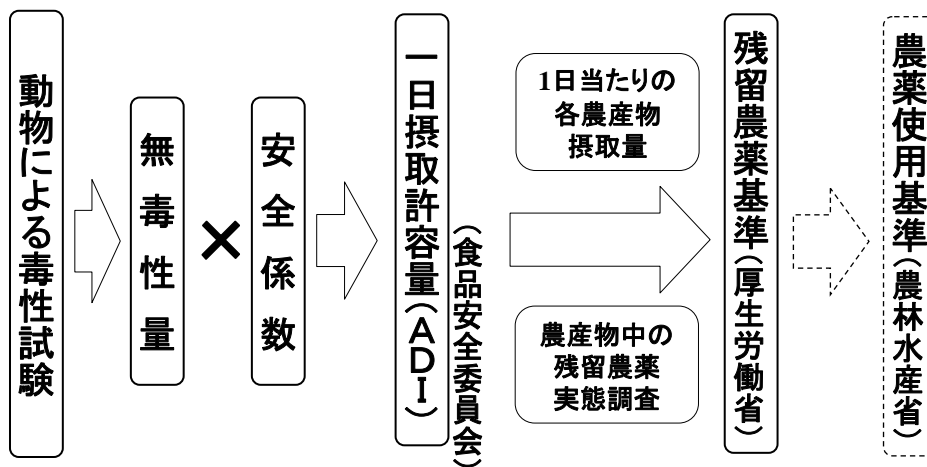 動物による毒性試験
無毒性量
×
安全係数
一日摂取許容量(ADI)
(食品安全委員会)
1日当たりの
各農産物
摂取量
農産物中の
残留農薬
実態調査
残留農薬基準(厚生労働省)
農薬使用基準(農林水産省)